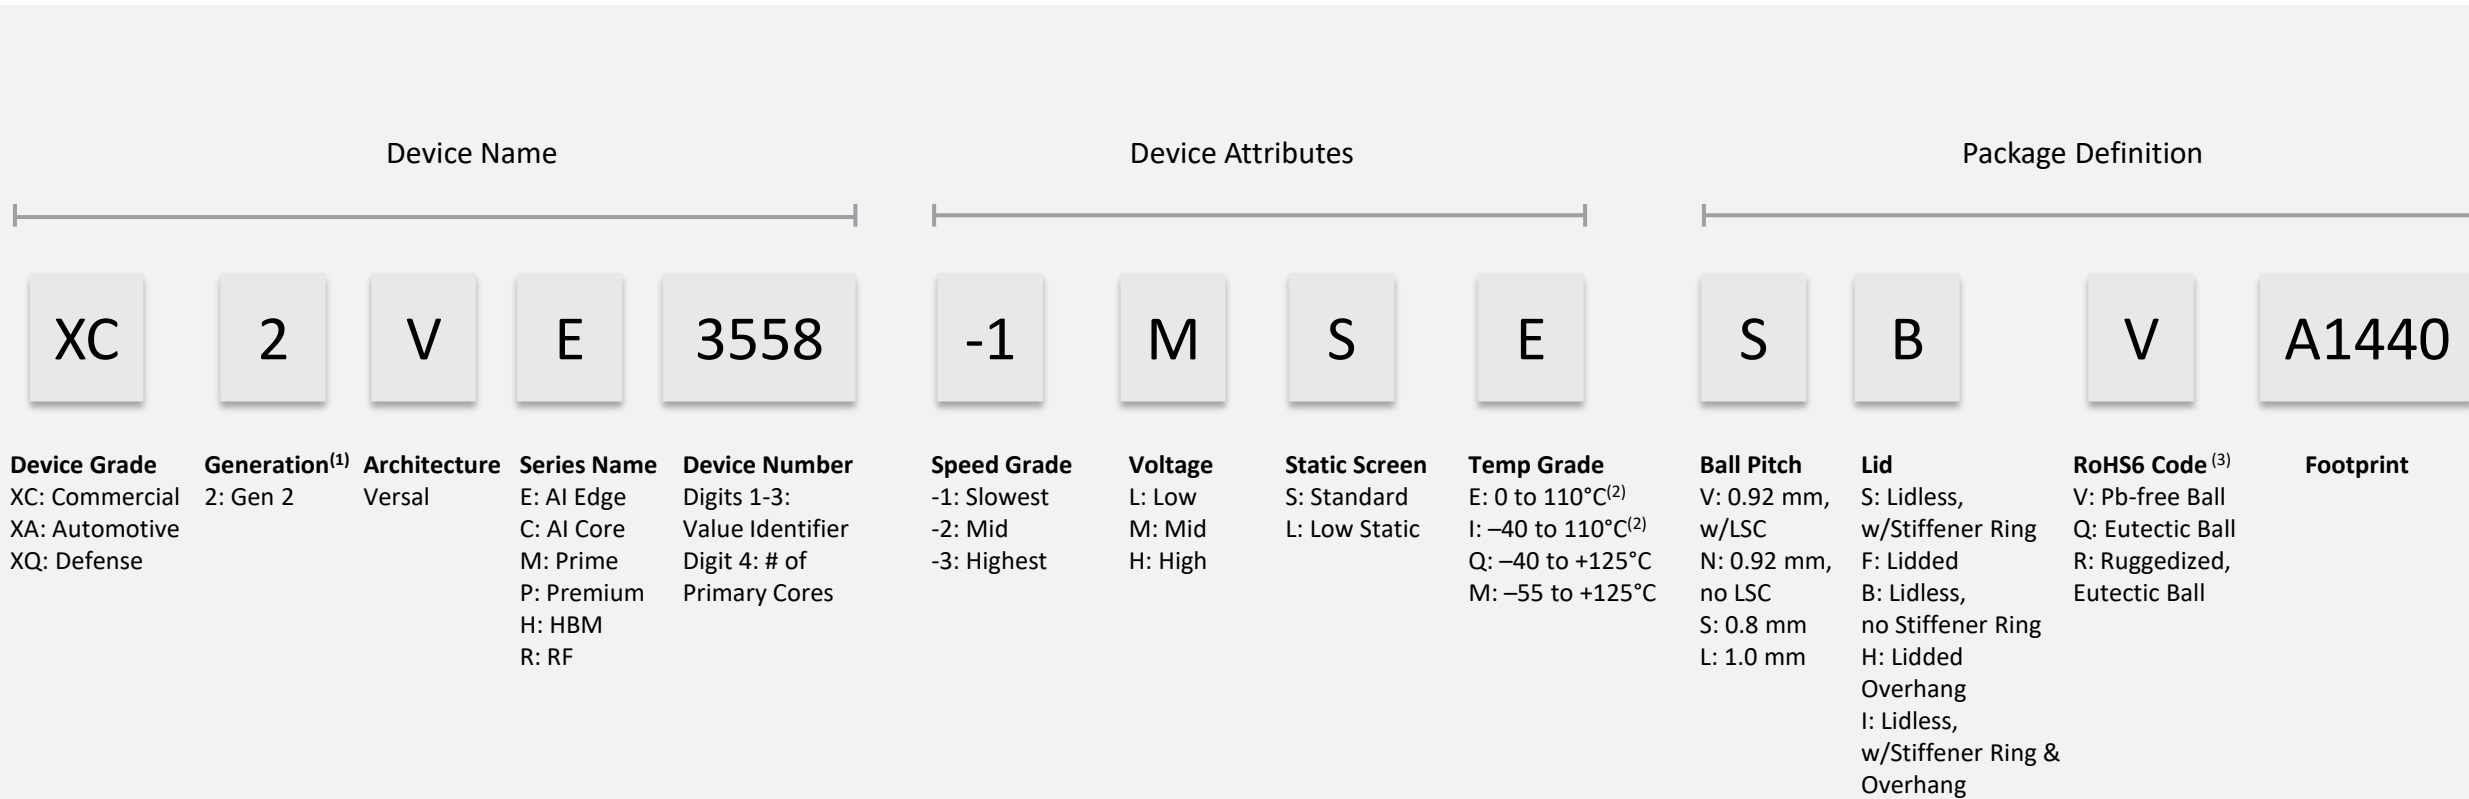 Device Name
Device Attributes
Package Definition
XC
2
V
E
3558
-1
M
S
E
S
B
V
A1440
Device Grade
XC: Commercial
XA: Automotive
XQ: Defense
Generation(1)
2: Gen 2
Architecture
Versal
Series Name
E: AI Edge
C: AI Core
M: Prime
P: Premium
H: HBM
R: RF
Device Number
Digits 1-3:
Value Identifier
Digit 4: # of
Primary Cores
Speed Grade
-1: Slowest
-2: Mid
-3: Highest
Voltage
L: Low
M: Mid
H: High
Static Screen
S: Standard
L: Low Static
Temp Grade
E: 0 to 110°C(2)
I: –40 to 110°C(2)
Q: –40 to +125°C
M: –55 to +125°C
Ball Pitch
V: 0.92 mm,
w/LSC
N: 0.92 mm,
no LSC
S: 0.8 mm
L: 1.0 mm
Lid
S: Lidless,
w/Stiffener Ring
F: Lidded
B: Lidless,
no Stiffener Ring
H: Lidded
Overhang
I: Lidless,
w/Stiffener Ring &
Overhang
RoHS6 Code (3)
V: Pb-free Ball
Q: Eutectic Ball
R: Ruggedized,
Eutectic Ball
Footprint